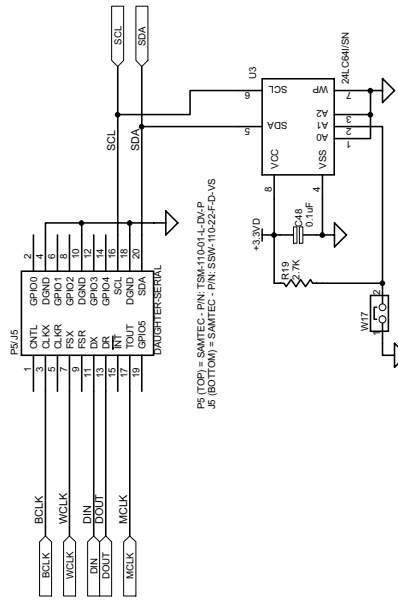 SCL
SDA
SCL
SDA
U3
6
SCL
WP
7
24LC64I/SN
5
SDA
A2
3
A1
2
A0
1
8
VCC
VSS
4
+3.3VD
C48
0.1uF
R19
2.7K
W17
1
2
P5/J5
1
CNTL
GPIO0
2
3
CLKX
DGND
4
5
CLKR
GPIO1
6
7
FSX
GPIO2
8
9
FSR
DGND
10
11
DX
GPIO3
12
13
DR
GPIO4
14
15
INT
SCL
16
17
TOUT
DGND
18
19
GPIO5
SDA
20
DAUGHTER-SERIAL
P5 (TOP) = SAMTEC - P/N: TSM-110-01-L-DV-P
J5 (BOTTOM) = SAMTEC - P/N: SSW-110-22-F-D-VS
BCLK
BCLK
WCLK
WCLK
DIN
DIN
DOUT
DOUT
MCLK
MCLK